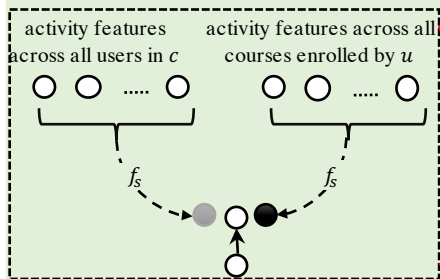 activity features
across all users in c
activity features across all
courses enrolled by u
.....
.....
fs
fs